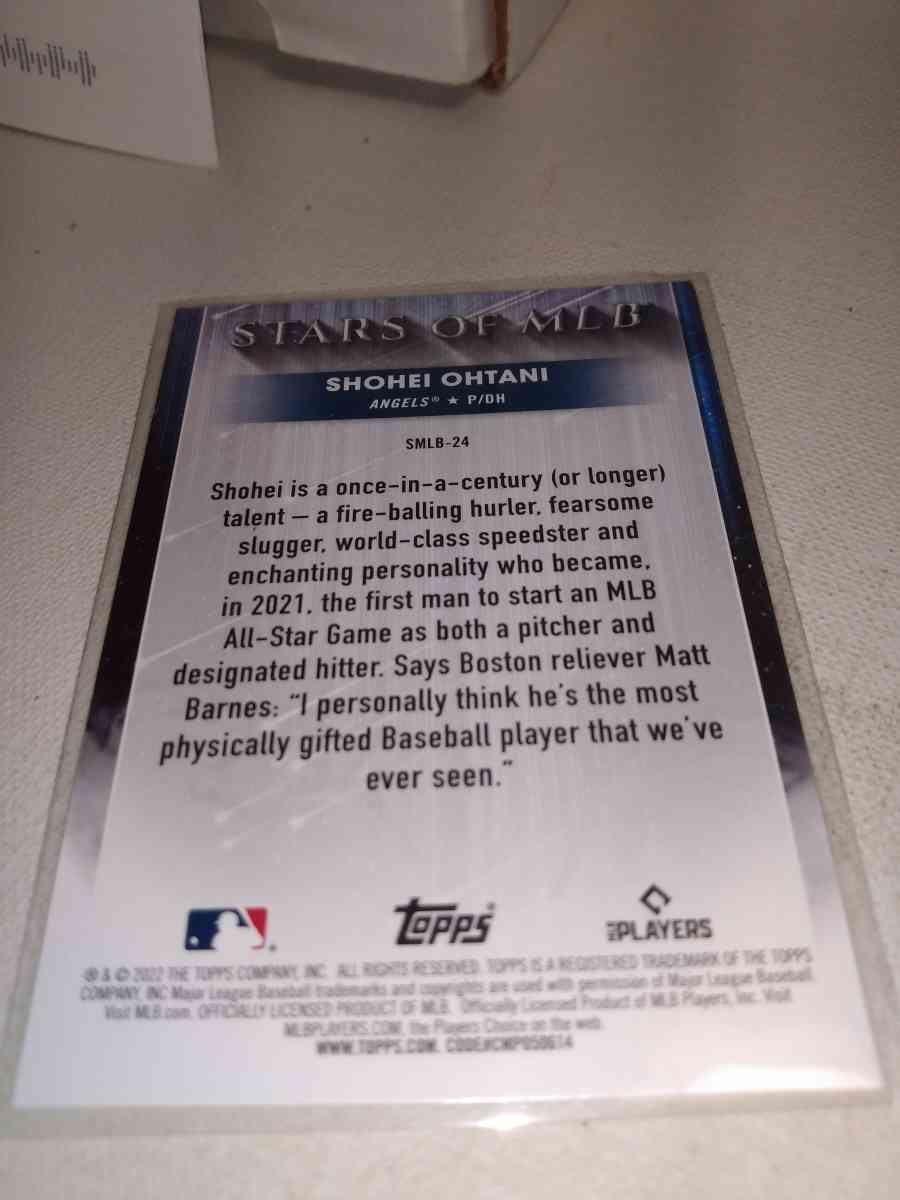 STARS OF MLB
SHOHEI OHTANI
ANGELS® ★ P/DH
SMLB-24
Shohei is a once-in-a-century (or longer)
talent – a fire-balling hurler, fearsome
slugger, world-class speedster and
enchanting personality who became,
in 2021, the first man to start an MLB
All-Star Game as both a pitcher and
designated hitter. Says Boston reliever Matt
Barnes: “I personally think he's the most
physically gifted Baseball player that we've
ever seen.”
Topps®
MLB PLAYERS
® & © 2022 THE TOPPS COMPANY, INC. ALL RIGHTS RESERVED. TOPPS IS A REGISTERED TRADEMARK OF THE TOPPS
COMPANY, INC. Major League Baseball trademarks and copyrights are used with permission of Major League Baseball.
Visit MLB.com. OFFICIALLY LICENSED PRODUCT OF MLB. Officially Licensed Product of MLB Players, Inc. Visit
MLBPLAYERS.COM, the Players Choice on the web.
WWW.TOPPS.COM. CODE#CMP050614